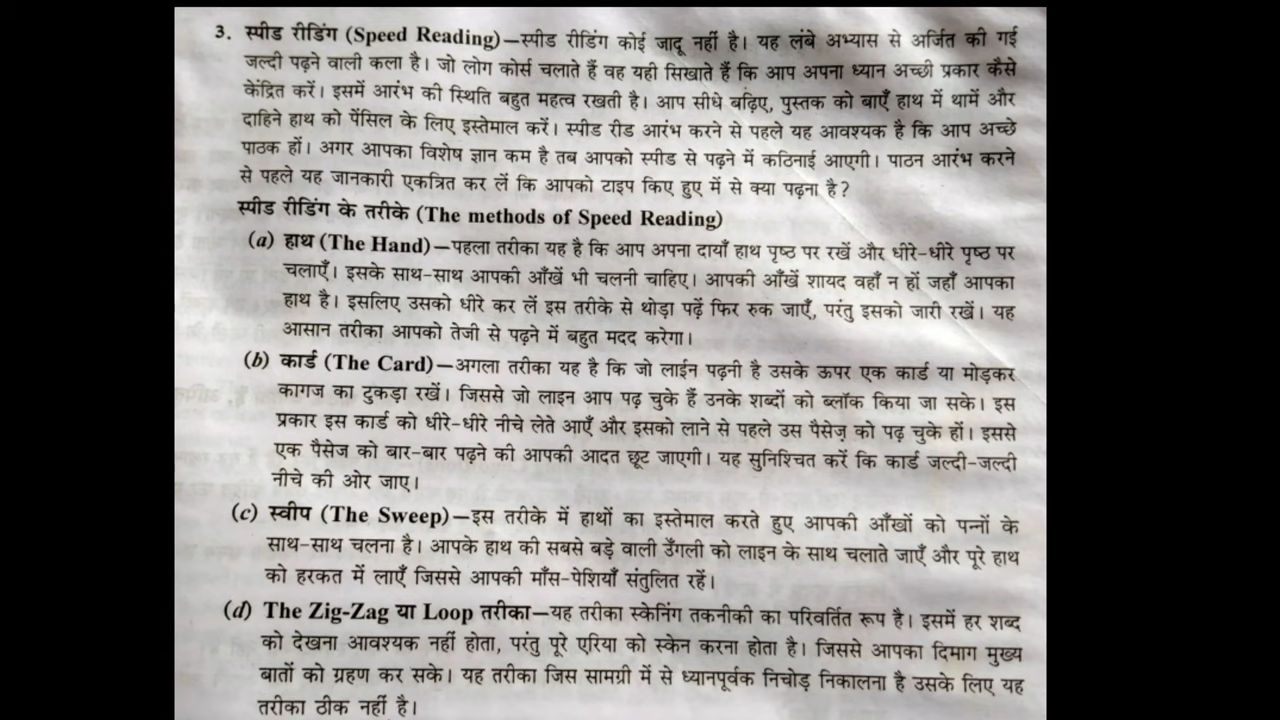 3. स्पीड रीडिंग (Speed Reading)—स्पीड रीडिंग कोई जादू नहीं है। यह लंबे अभ्यास से अर्जित की गई
जल्दी पढ़ने वाली कला है। जो लोग कोर्स चलाते हैं वह यही सिखाते हैं कि आप अपना ध्यान अच्छी प्रकार कैसे
केंद्रित करें। इसमें आरंभ की स्थिति बहुत महत्व रखती है। आप सीधे बढ़िए, पुस्तक को बाएँ हाथ में थामें और
दाहिने हाथ को पेंसिल के लिए इस्तेमाल करें। स्पीड रीड आरंभ करने से पहले यह आवश्यक है कि आप अच्छे
पाठक हों। अगर आपका विशेष ज्ञान कम है तब आपको स्पीड से पढ़ने में कठिनाई आएगी। पाठन आरंभ करने
से पहले यह जानकारी एकत्रित कर लें कि आपको टाइप किए हुए में से क्या पढ़ना है?
स्पीड रीडिंग के तरीके (The methods of Speed Reading)
(a) हाथ (The Hand)—पहला तरीका यह है कि आप अपना दायाँ हाथ पृष्ठ पर रखें और धीरे-धीरे पृष्ठ पर
चलाएँ। इसके साथ-साथ आपकी आँखें भी चलनी चाहिए। आपकी आँखें शायद वहाँ न हों जहाँ आपका
हाथ है। इसलिए उसको धीरे कर लें इस तरीके से थोड़ा पढ़ें फिर रुक जाएँ, परंतु इसको जारी रखें। यह
आसान तरीका आपको तेजी से पढ़ने में बहुत मदद करेगा।
(b) कार्ड (The Card)—अगला तरीका यह है कि जो लाईन पढ़नी है उसके ऊपर एक कार्ड या मोड़कर
कागज का टुकड़ा रखें। जिससे जो लाइन आप पढ़ चुके हैं उनके शब्दों को ब्लॉक किया जा सके। इस
प्रकार इस कार्ड को धीरे-धीरे नीचे लेते आएँ और इसको लाने से पहले उस पैसेज़ को पढ़ चुके हों। इससे
एक पैसेज को बार-बार पढ़ने की आपकी आदत छूट जाएगी। यह सुनिश्चित करें कि कार्ड जल्दी-जल्दी
नीचे की ओर जाए।
(c) स्वीप (The Sweep)—इस तरीके में हाथों का इस्तेमाल करते हुए आपकी आँखों को पन्नों के
साथ-साथ चलना है। आपके हाथ की सबसे बड़े वाली उँगली को लाइन के साथ चलाते जाएँ और पूरे हाथ
को हरकत में लाएँ जिससे आपकी माँस-पेशियाँ संतुलित रहें।
(d) The Zig-Zag या Loop तरीका—यह तरीका स्केनिंग तकनीकी का परिवर्तित रूप है। इसमें हर शब्द
को देखना आवश्यक नहीं होता, परंतु पूरे एरिया को स्केन करना होता है। जिससे आपका दिमाग मुख्य
बातों को ग्रहण कर सके। यह तरीका जिस सामग्री में से ध्यानपूर्वक निचोड़ निकालना है उसके लिए यह
तरीका ठीक नहीं है।